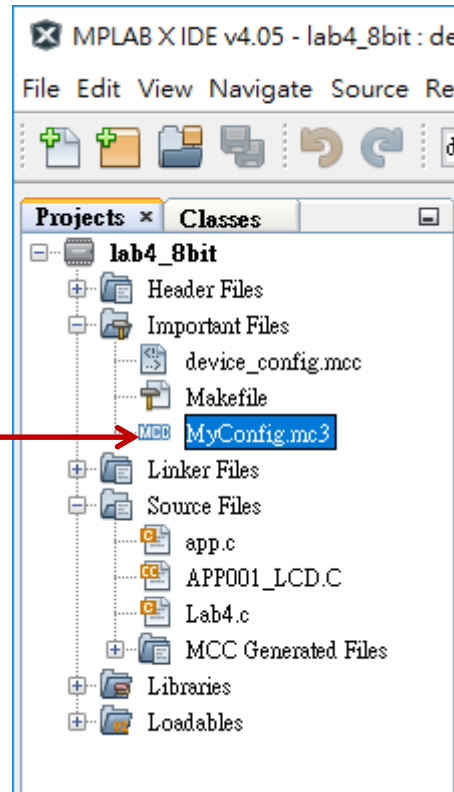 MPLAB X IDE v4.05 - lab4_8bit : de
File Edit View Navigate Source Re
Projects × Classes
lab4_8bit
Header Files
Important Files
device_config.mcc
Makefile
MCD MyConfig.mc3
Linker Files
Source Files
app.c
APP001_LCD.C
Lab4.c
MCC Generated Files
Libraries
Loadables